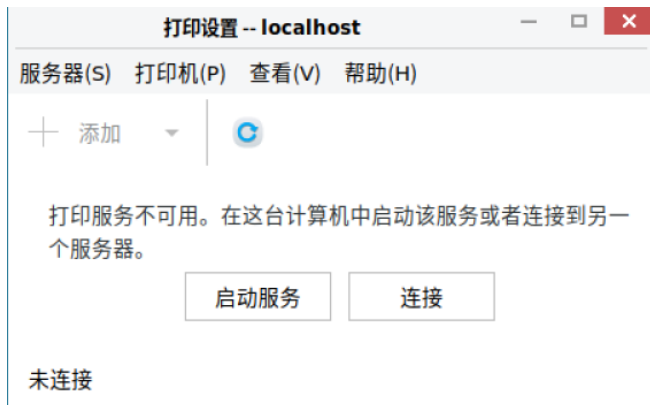 打印设置 -- localhost
服务器(S) 打印机(P) 查看(V) 帮助(H)
添加
打印服务不可用。在这台计算机中启动该服务或者连接到另一
个服务器。
启动服务 连接
未连接